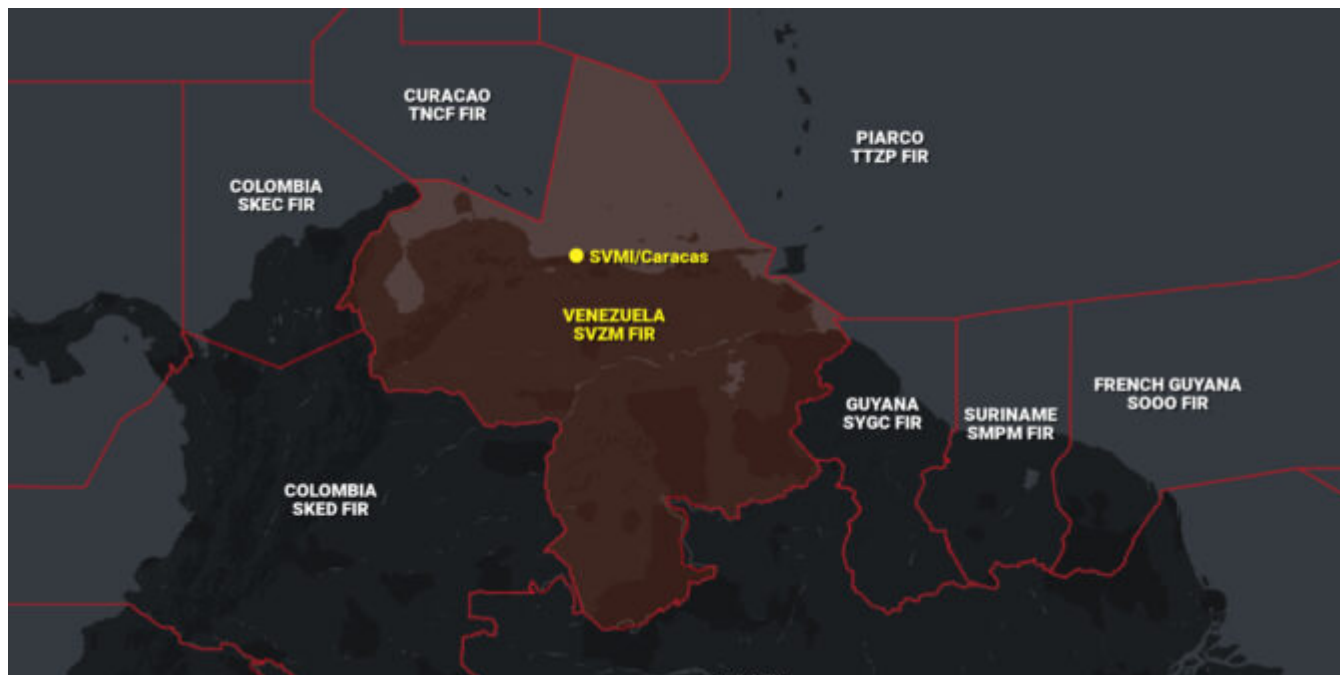 CURACAO
TNCF FIR
PIARCO
TTZP FIR
COLOMBIA
SKEC FIR
SVMI/Caracas
VENEZUELA
SVZM FIR
FRENCH GUYANA
SOOO FIR
GUYANA
SYGC FIR
SURINAME
SMPM FIR
COLOMBIA
SKED FIR